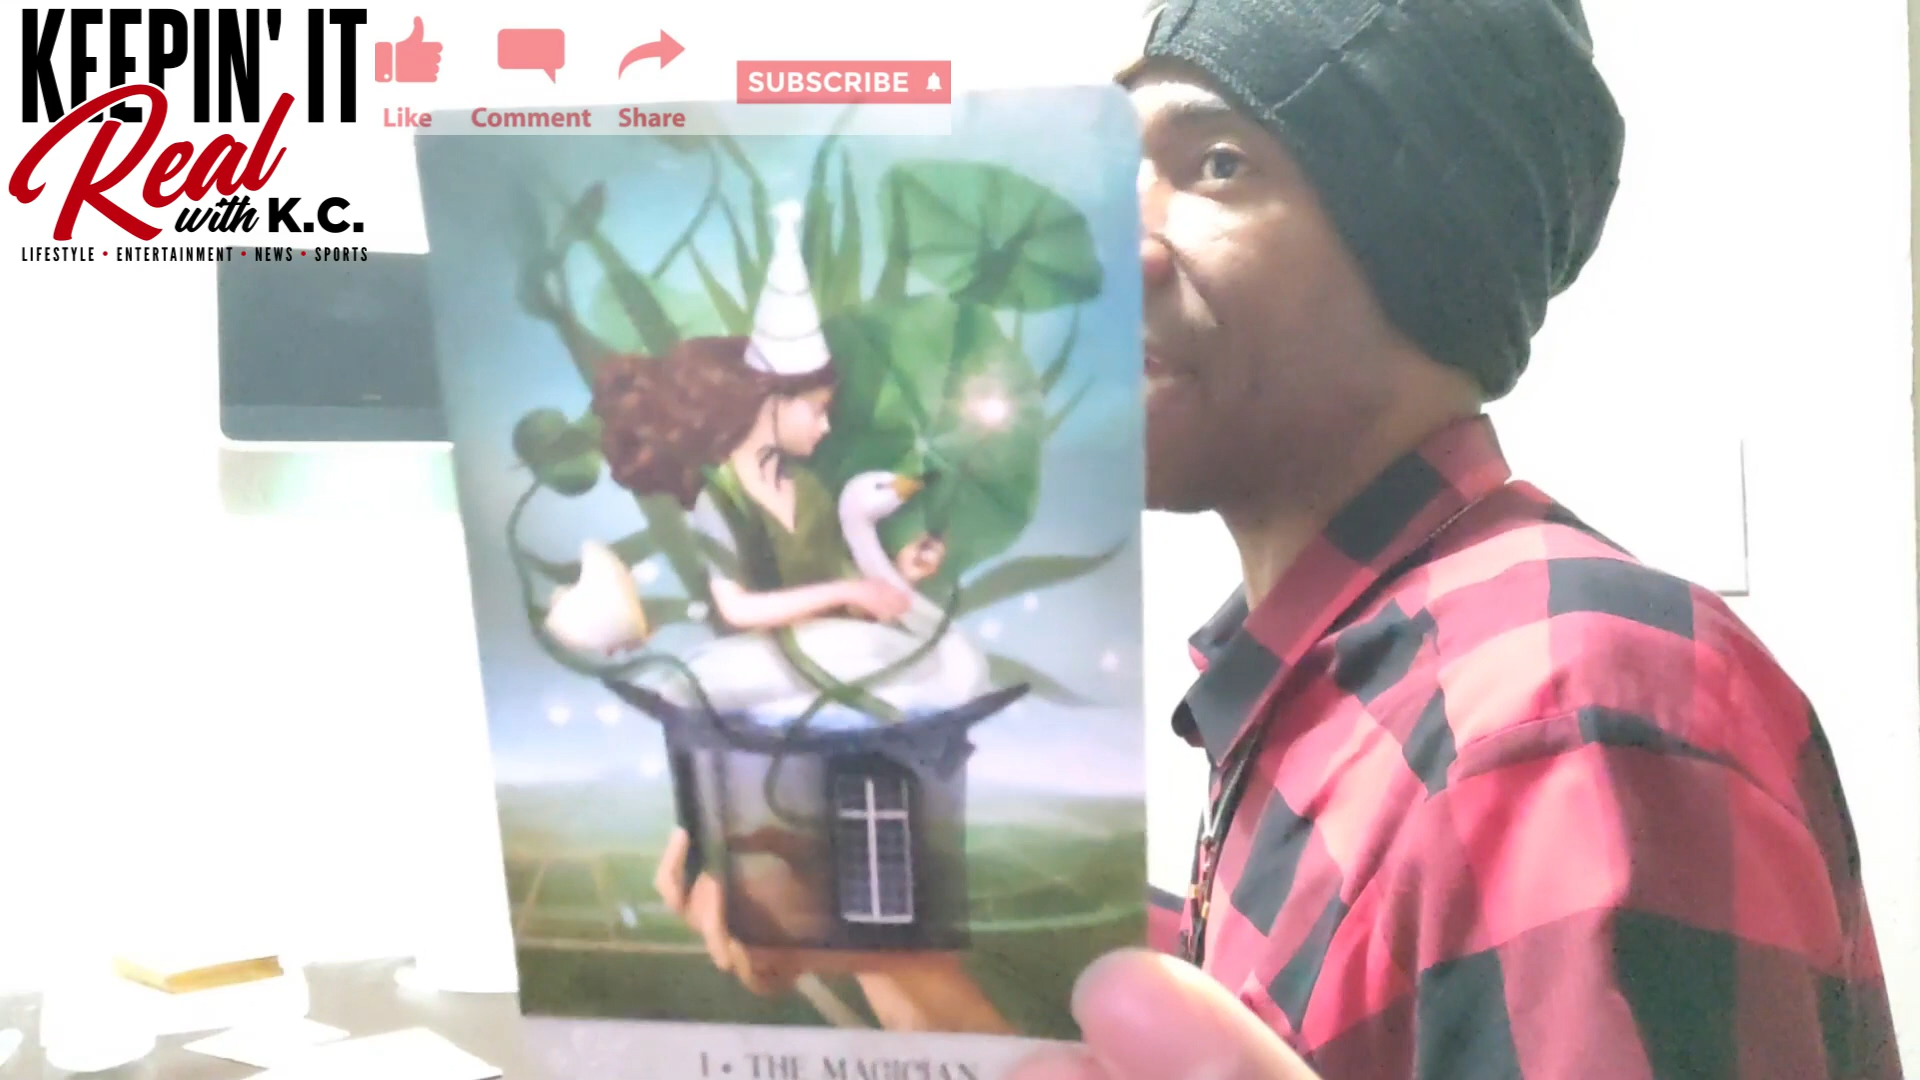 KEEPIN' IT
Real
with K.C.
LIFESTYLE • ENTERTAINMENT • NEWS • SPORTS
Like Comment Share
SUBSCRIBE
I • THE MAGICIAN